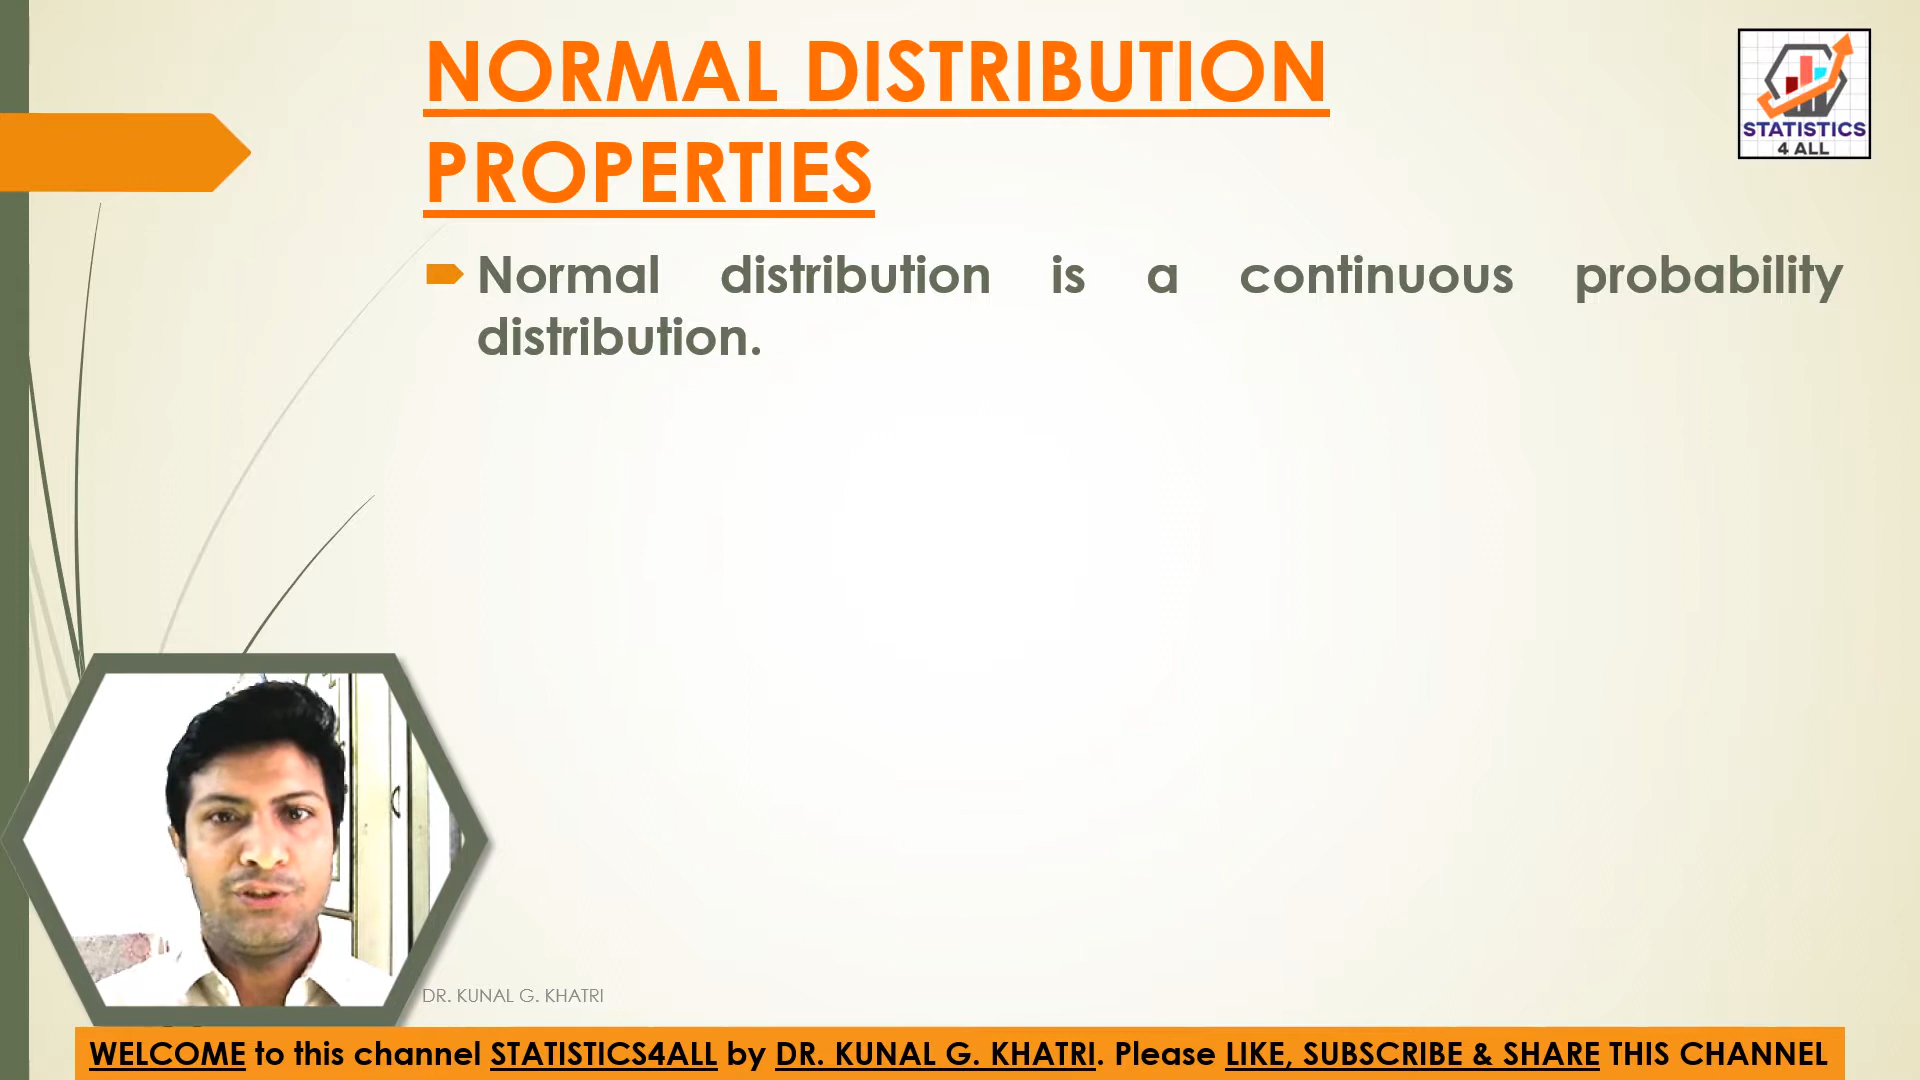 NORMAL DISTRIBUTION
PROPERTIES
STATISTICS
4 ALL
Normal distribution is a continuous probability
distribution.
DR. KUNAL G. KHATRI
WELCOME to this channel STATISTICS4ALL by DR. KUNAL G. KHATRI. Please LIKE, SUBSCRIBE & SHARE THIS CHANNEL